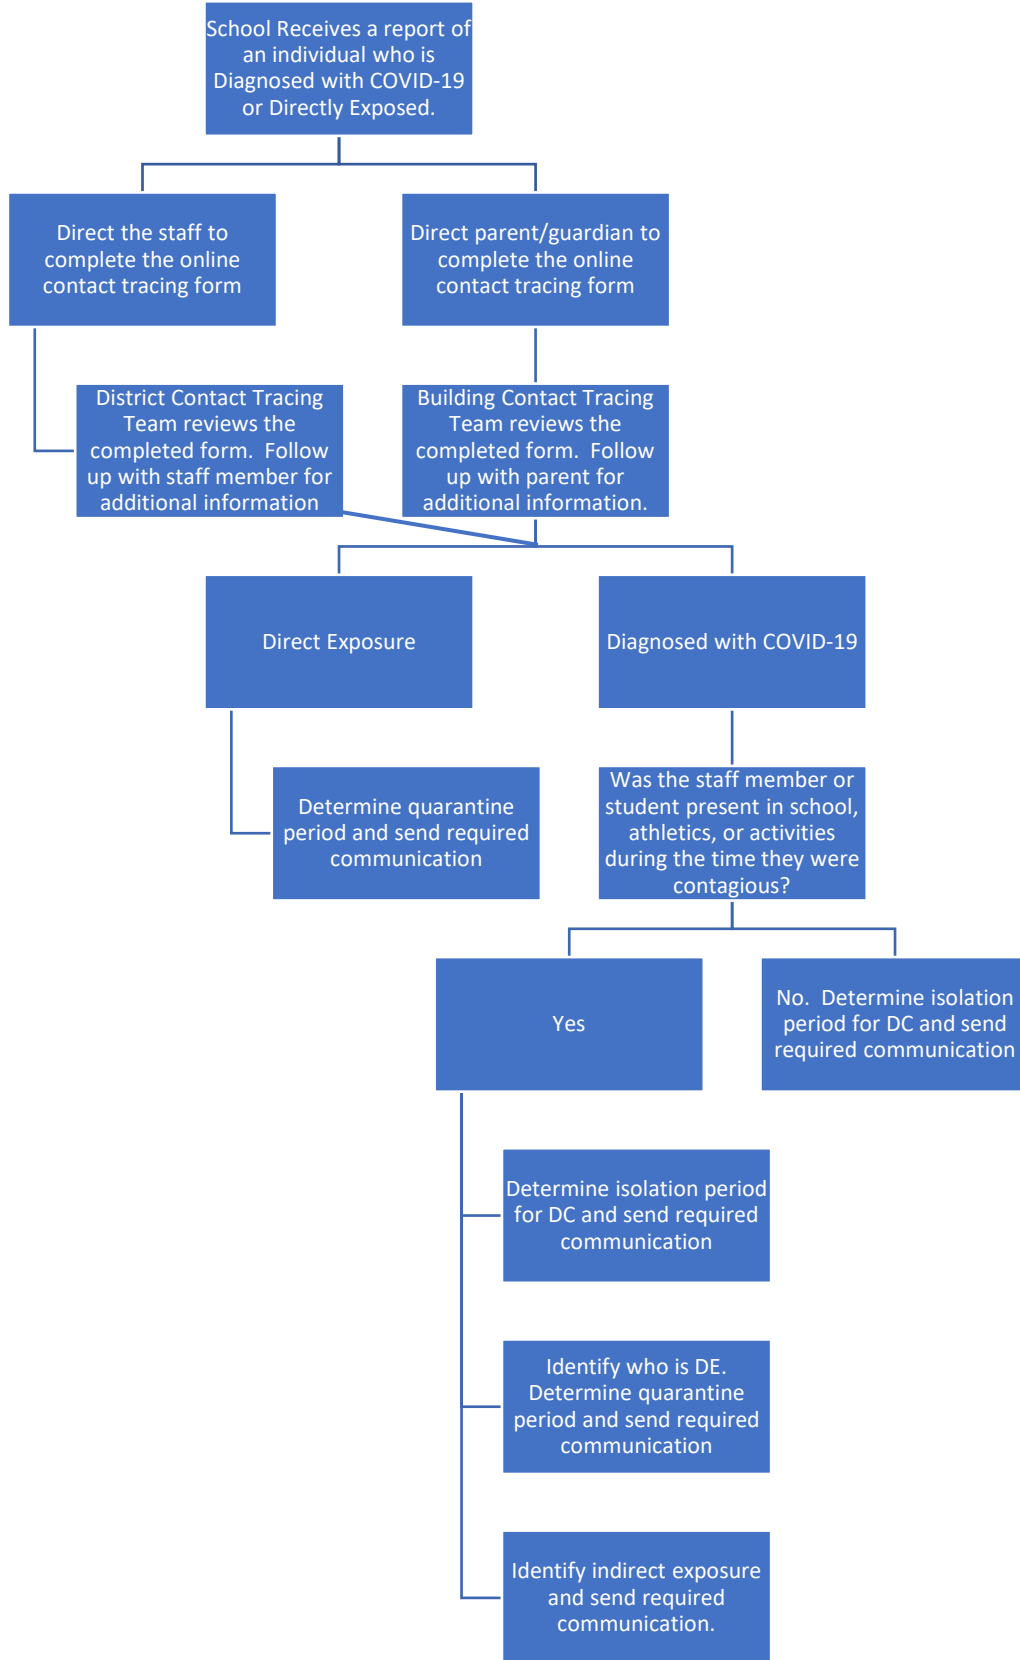 School Receives a report of
an individual who is
Diagnosed with COVID-19
or Directly Exposed.
Direct the staff to
complete the online
contact tracing form
Direct parent/guardian to
complete the online
contact tracing form
District Contact Tracing
Team reviews the
completed form.  Follow
up with staff member for
additional information
Building Contact Tracing
Team reviews the
completed form.  Follow
up with parent for
additional information.
Direct Exposure
Diagnosed with COVID-19
Determine quarantine
period and send required
communication
Was the staff member or
student present in school,
athletics, or activities
during the time they were
contagious?
Yes
No.  Determine isolation
period for DC and send
required communication
Determine isolation period
for DC and send required
communication
Identify who is DE.
Determine quarantine
period and send required
communication
Identify indirect exposure
and send required
communication.